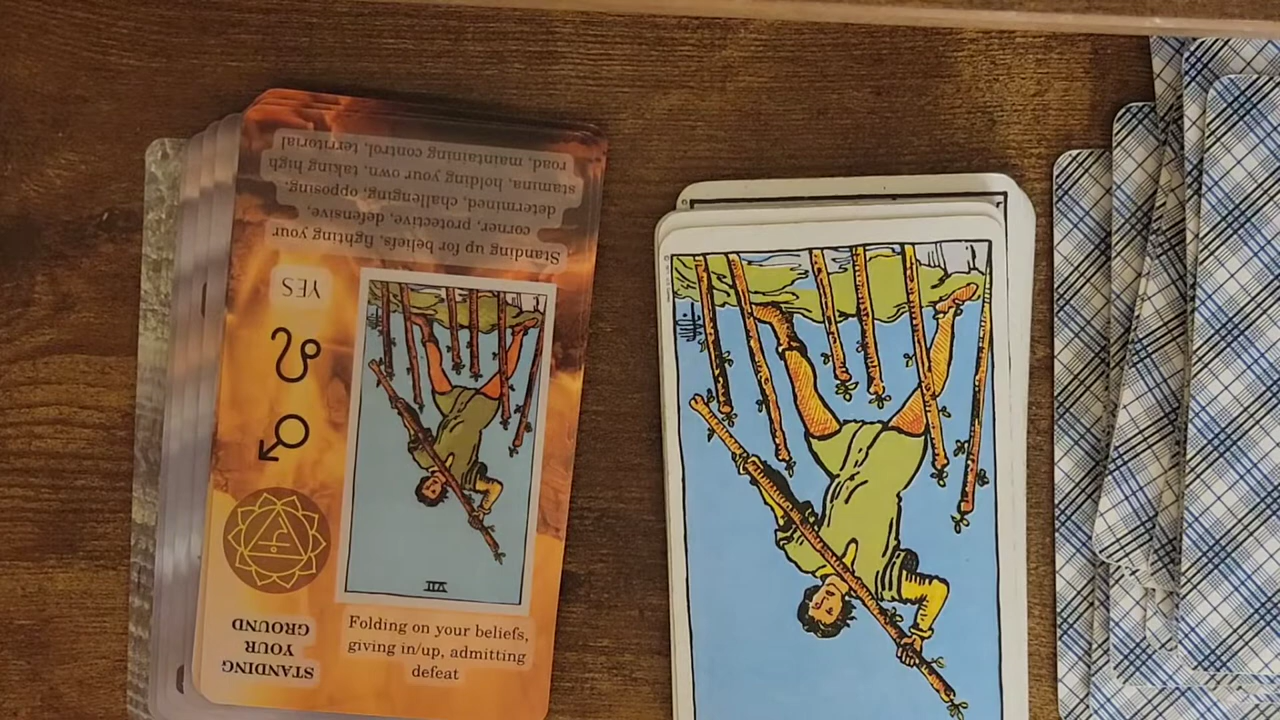 Standing up for beliefs, fighting your
corner, protective, defensive,
determined, challenging, opposing,
stamina, holding your own, taking high
road, maintaining control, territorial
YES
VII
STANDING
YOUR
GROUND
Folding on your beliefs,
giving in/up, admitting
defeat